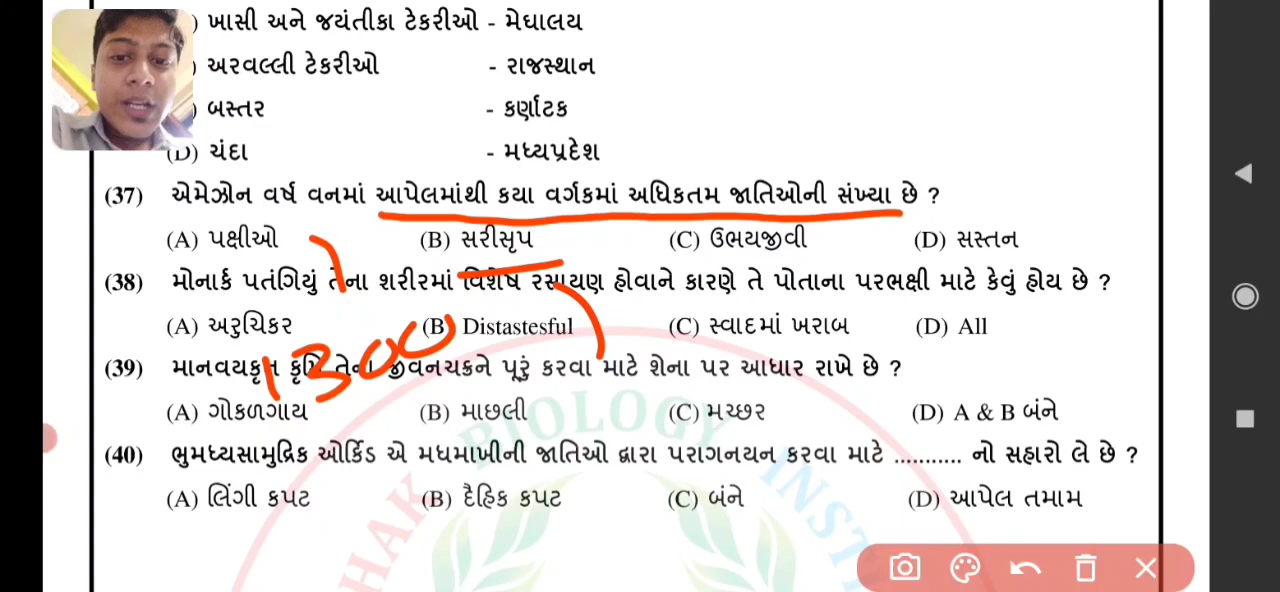 ) ખાસી અને જયંતીકા ટેકરીઓ - મેઘાલય
) અરવલ્લી ટેકરીઓ - રાજસ્થાન
) બસ્તર - કર્ણાટક
(D) ચંદા - મધ્યપ્રદેશ
(37) એમેઝોન વર્ષા વનમાં આપેલમાંથી કયા વર્ગકમાં અધિકતમ જાતિઓની સંખ્યા છે ?
(A) પક્ષીઓ (B) સરીસૃપ (C) ઉભયજીવી (D) સસ્તન
(38) મોનાર્ક પતંગિયું તેના શરીરમાં વિશેષ રસાયણ હોવાને કારણે તે પોતાના પરભક્ષી માટે કેવું હોય છે ?
(A) અરુચિકર (B) Distastesful (C) સ્વાદમાં ખરાબ (D) All
1300
(39) માનવયકૃત કૃમિ તેના જીવનચક્રને પૂરું કરવા માટે શેના પર આધાર રાખે છે ?
(A) ગોકળગાય (B) માછલી (C) મચ્છર (D) A & B બંને
(40) ભુમધ્યસામુદ્રિક ઓર્કિડ એ મધમાખીની જાતિઓ દ્વારા પરાગનયન કરવા માટે ........... નો સહારો લે છે ?
(A) લિંગી કપટ (B) દૈહિક કપટ (C) બંને (D) આપેલ તમામ
BIOLOGY
HAK
INST